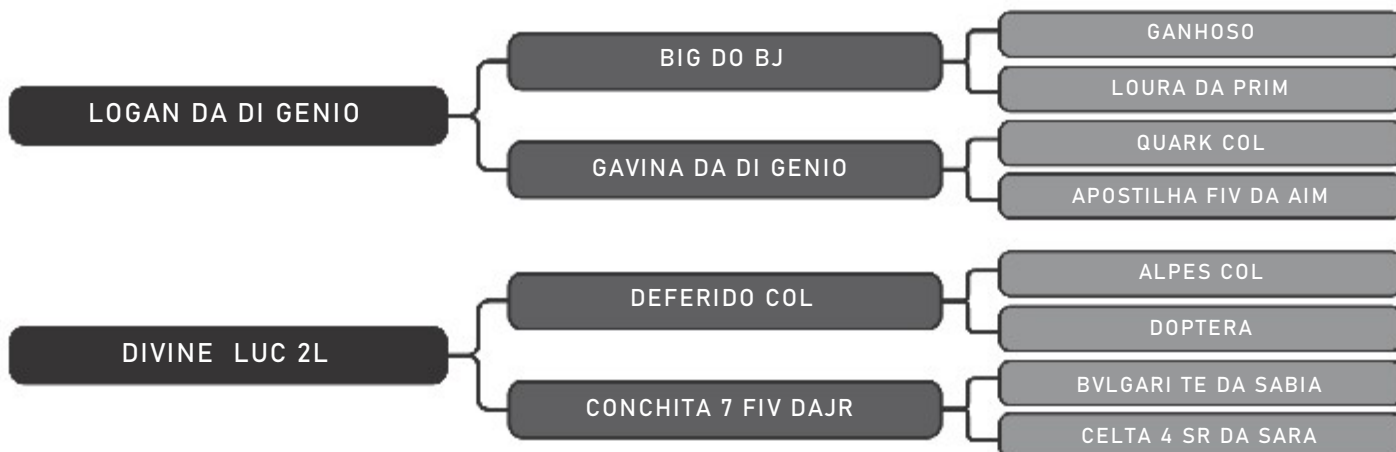 LOGAN DA DI GENIO
BIG DO BJ
GANHOSO
LOURA DA PRIM
GAVINA DA DI GENIO
QUARK COL
APOSTILHA FIV DA AIM
DIVINE LUC 2L
DEFERIDO COL
ALPES COL
DOPTERA
CONCHITA 7 FIV DAJR
BVLGARI TE DA SABIA
CELTA 4 SR DA SARA